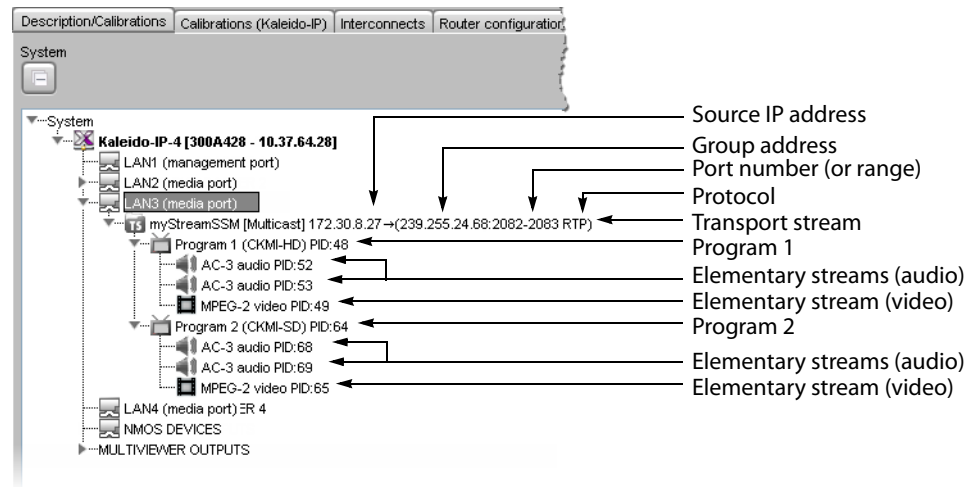 Description/Calibrations Calibrations (Kaleido-IP) Interconnects Router configuration
System
System
Kaleido-IP-4 [300A428 - 10.37.64.28]
LAN1 (management port)
LAN2 (media port)
LAN3 (media port)
myStreamSSM [Multicast] 172.30.8.27→(239.255.24.68:2082-2083 RTP)
Program 1 (CKMI-HD) PID:48
AC-3 audio PID:52
AC-3 audio PID:53
MPEG-2 video PID:49
Program 2 (CKMI-SD) PID:64
AC-3 audio PID:68
AC-3 audio PID:69
MPEG-2 video PID:65
LAN4 (media port) ER 4
NMOS DEVICES
MULTIVIEWER OUTPUTS
Source IP address
Group address
Port number (or range)
Protocol
Transport stream
Program 1
Elementary streams (audio)
Elementary stream (video)
Program 2
Elementary streams (audio)
Elementary stream (video)